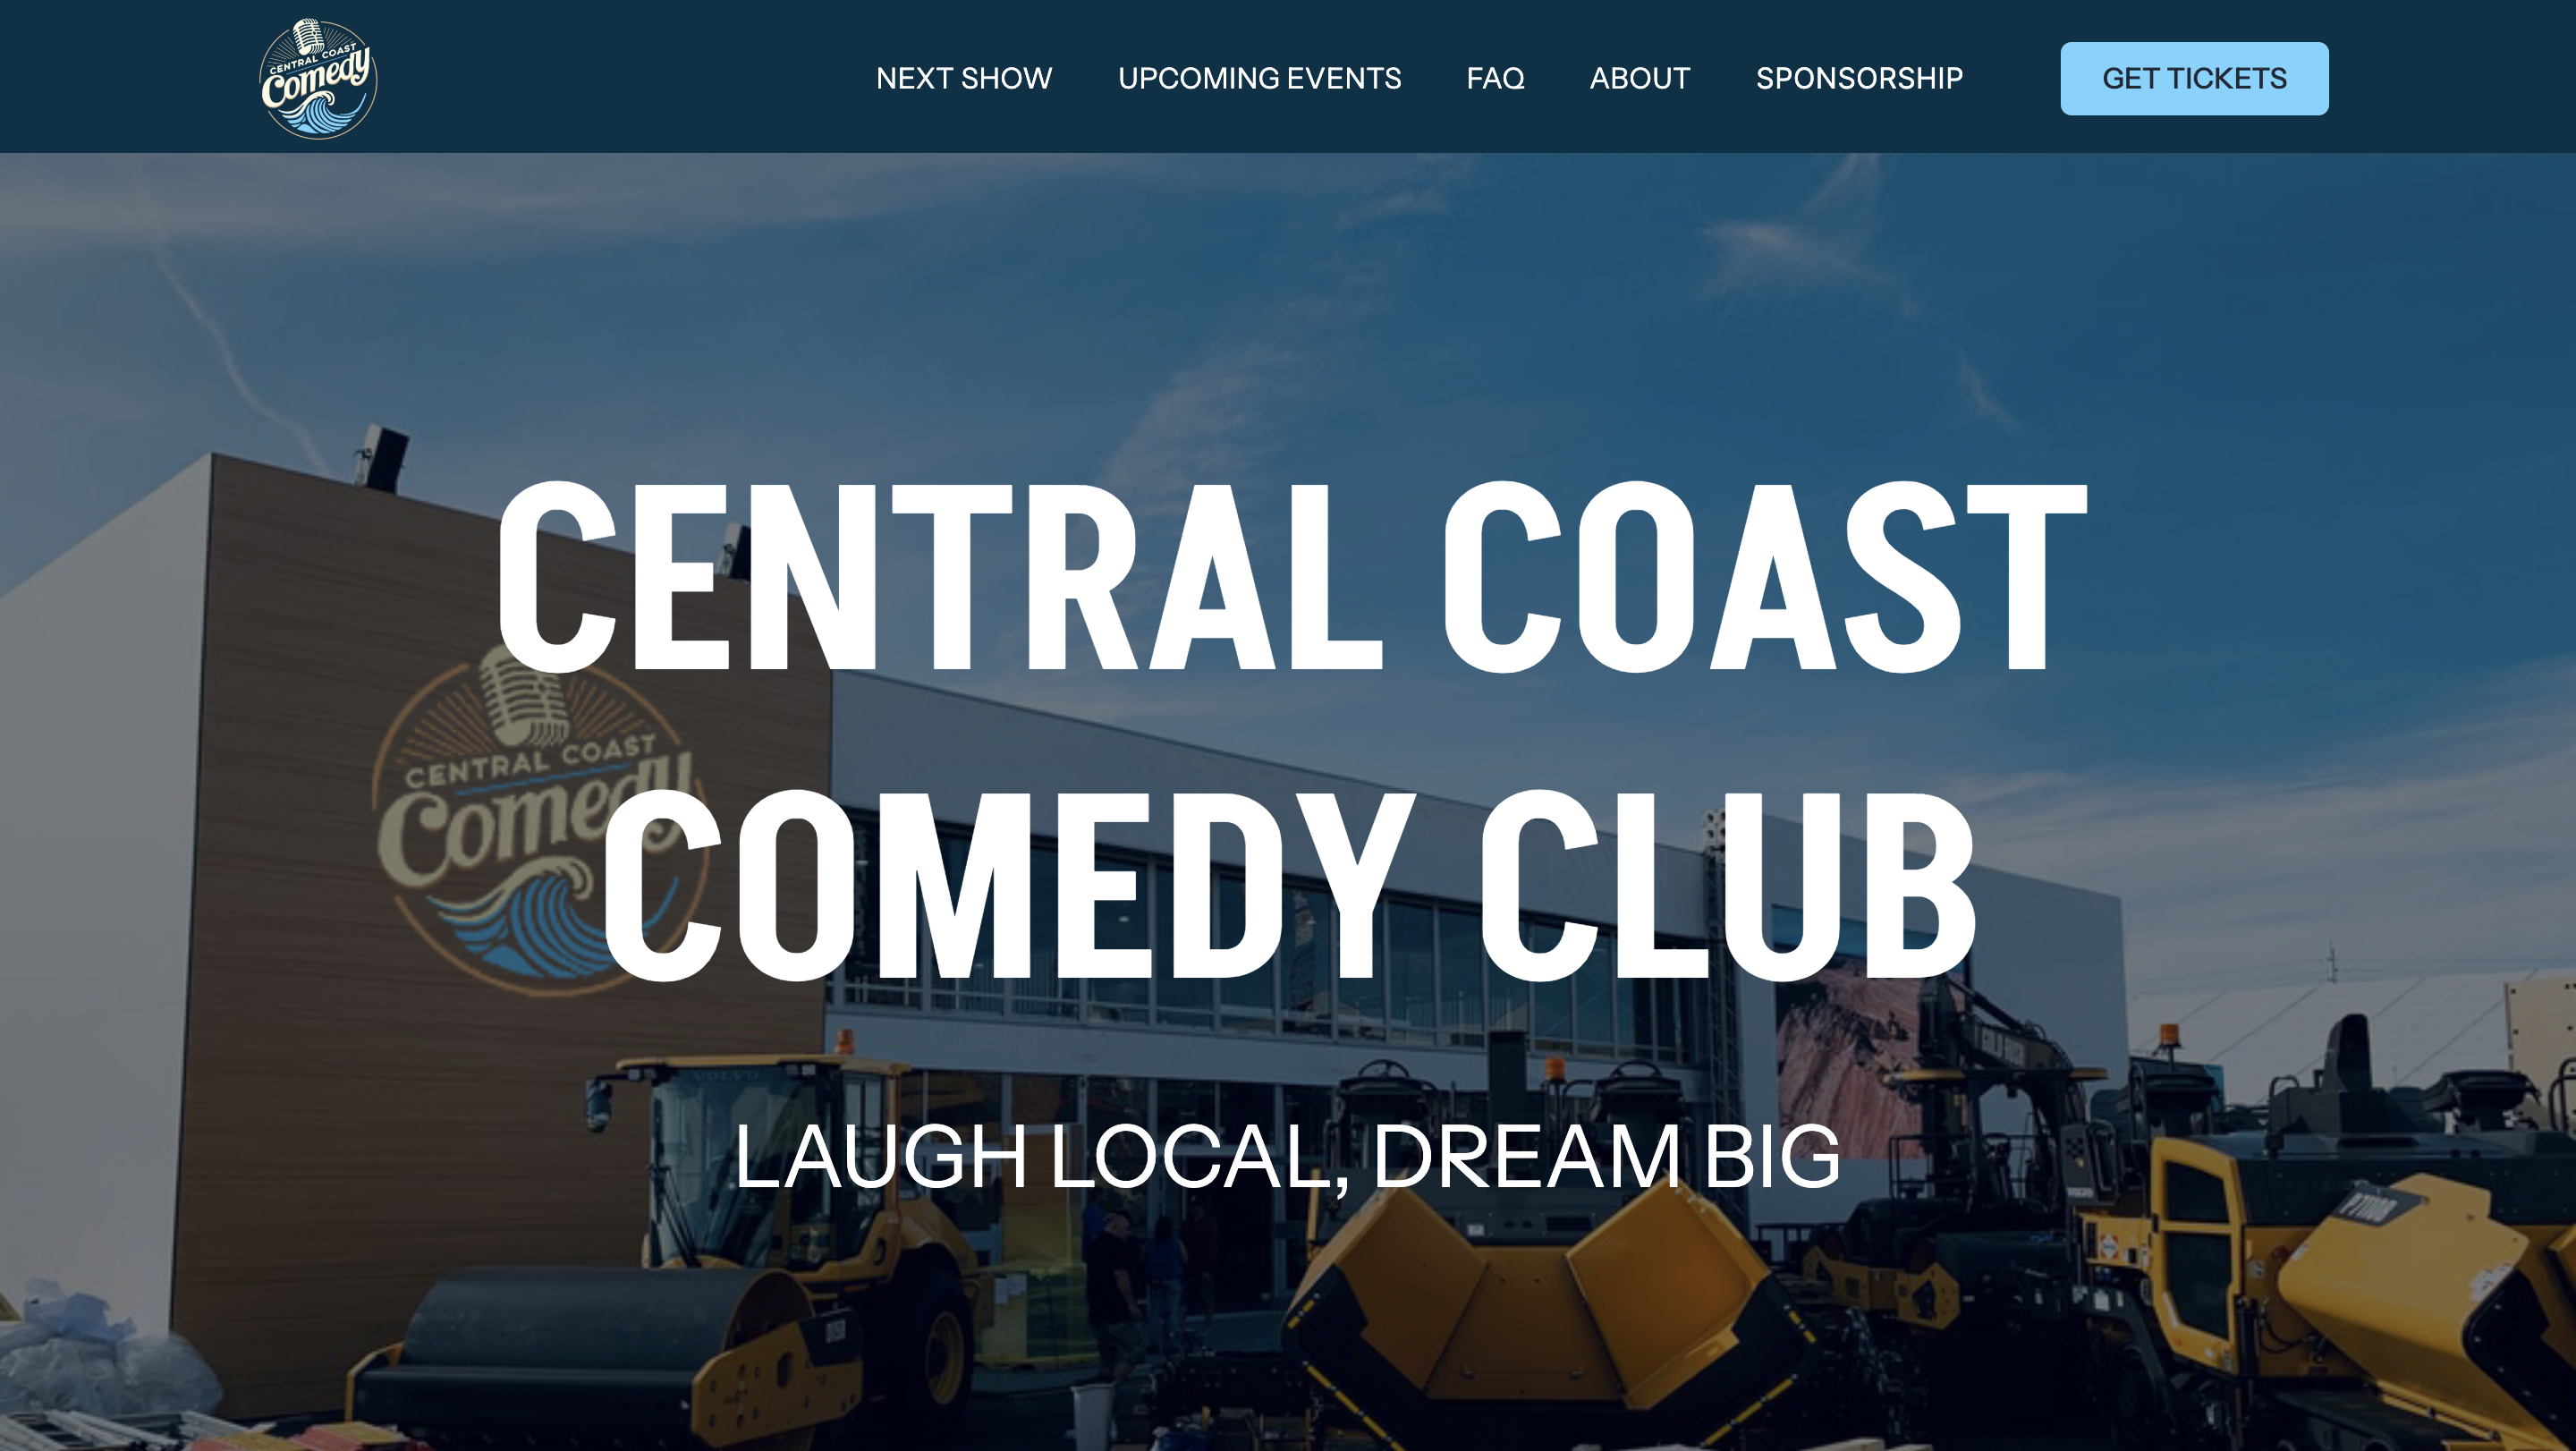 CENTRAL COAST
Comedy
NEXT SHOW
UPCOMING EVENTS
FAQ
ABOUT
SPONSORSHIP
GET TICKETS
CENTRAL COAST
COMEDY CLUB
CENTRAL COAST
Comedy
VOLVO
LAUGH LOCAL, DREAM BIG